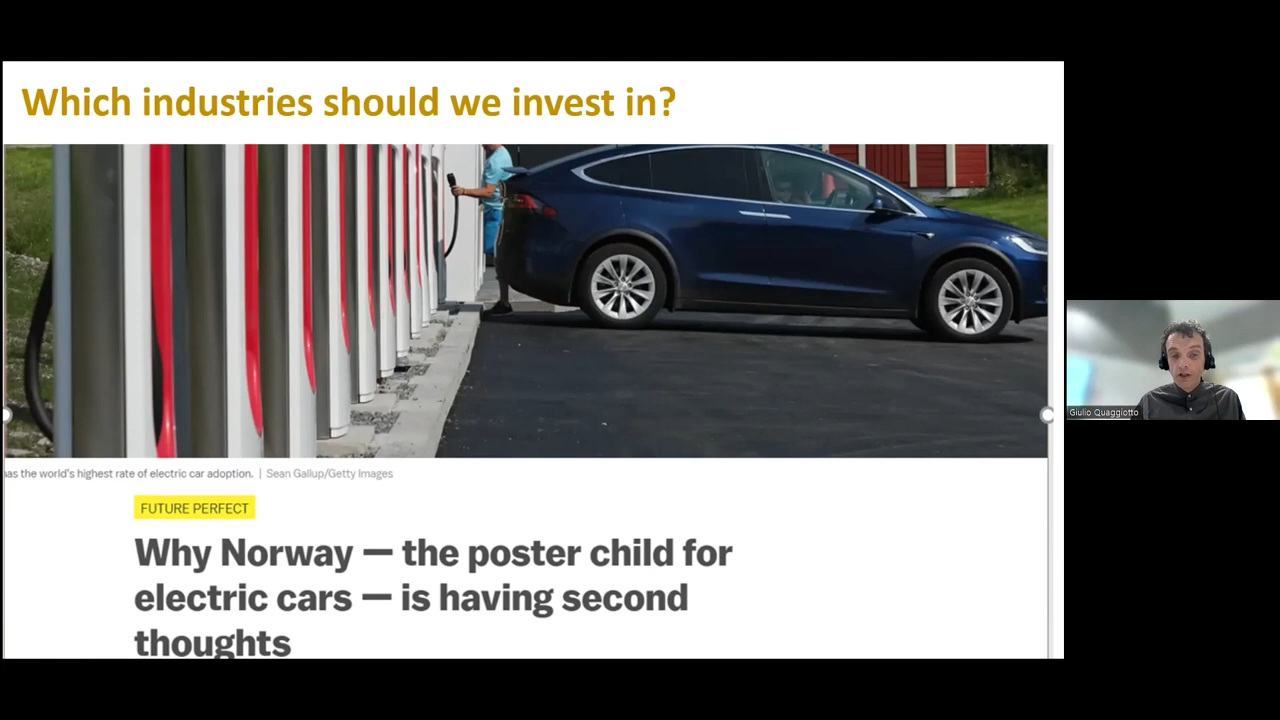 Which industries should we invest in?
has the world's highest rate of electric car adoption. | Sean Gallup/Getty Images
FUTURE PERFECT
Why Norway — the poster child for
electric cars — is having second
thoughts
Giulio Quaggiotto